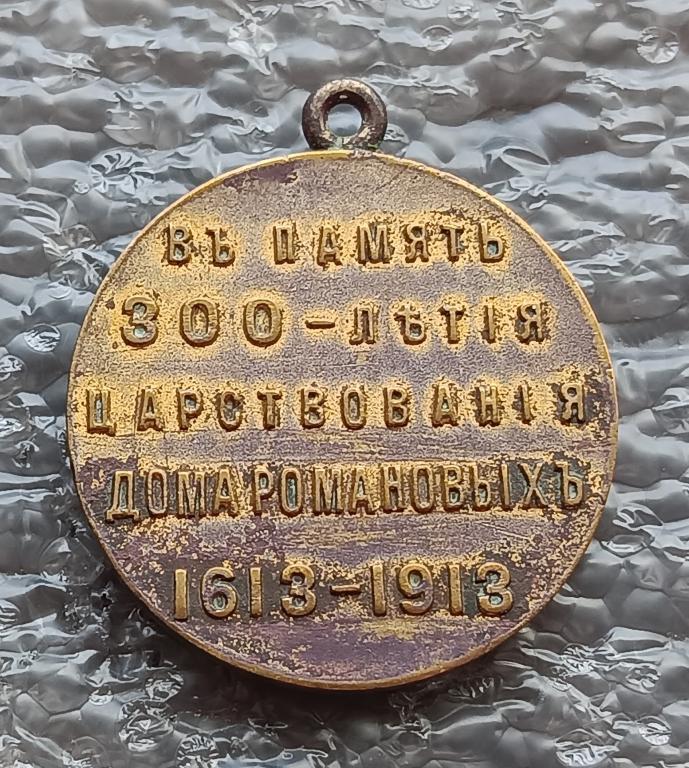 ВЪ ПАМЯТЬ
300-ЛѢТІЯ
ЦАРСТВОВАНІЯ
ДОМА РОМАНОВЫХЪ
1613-1913